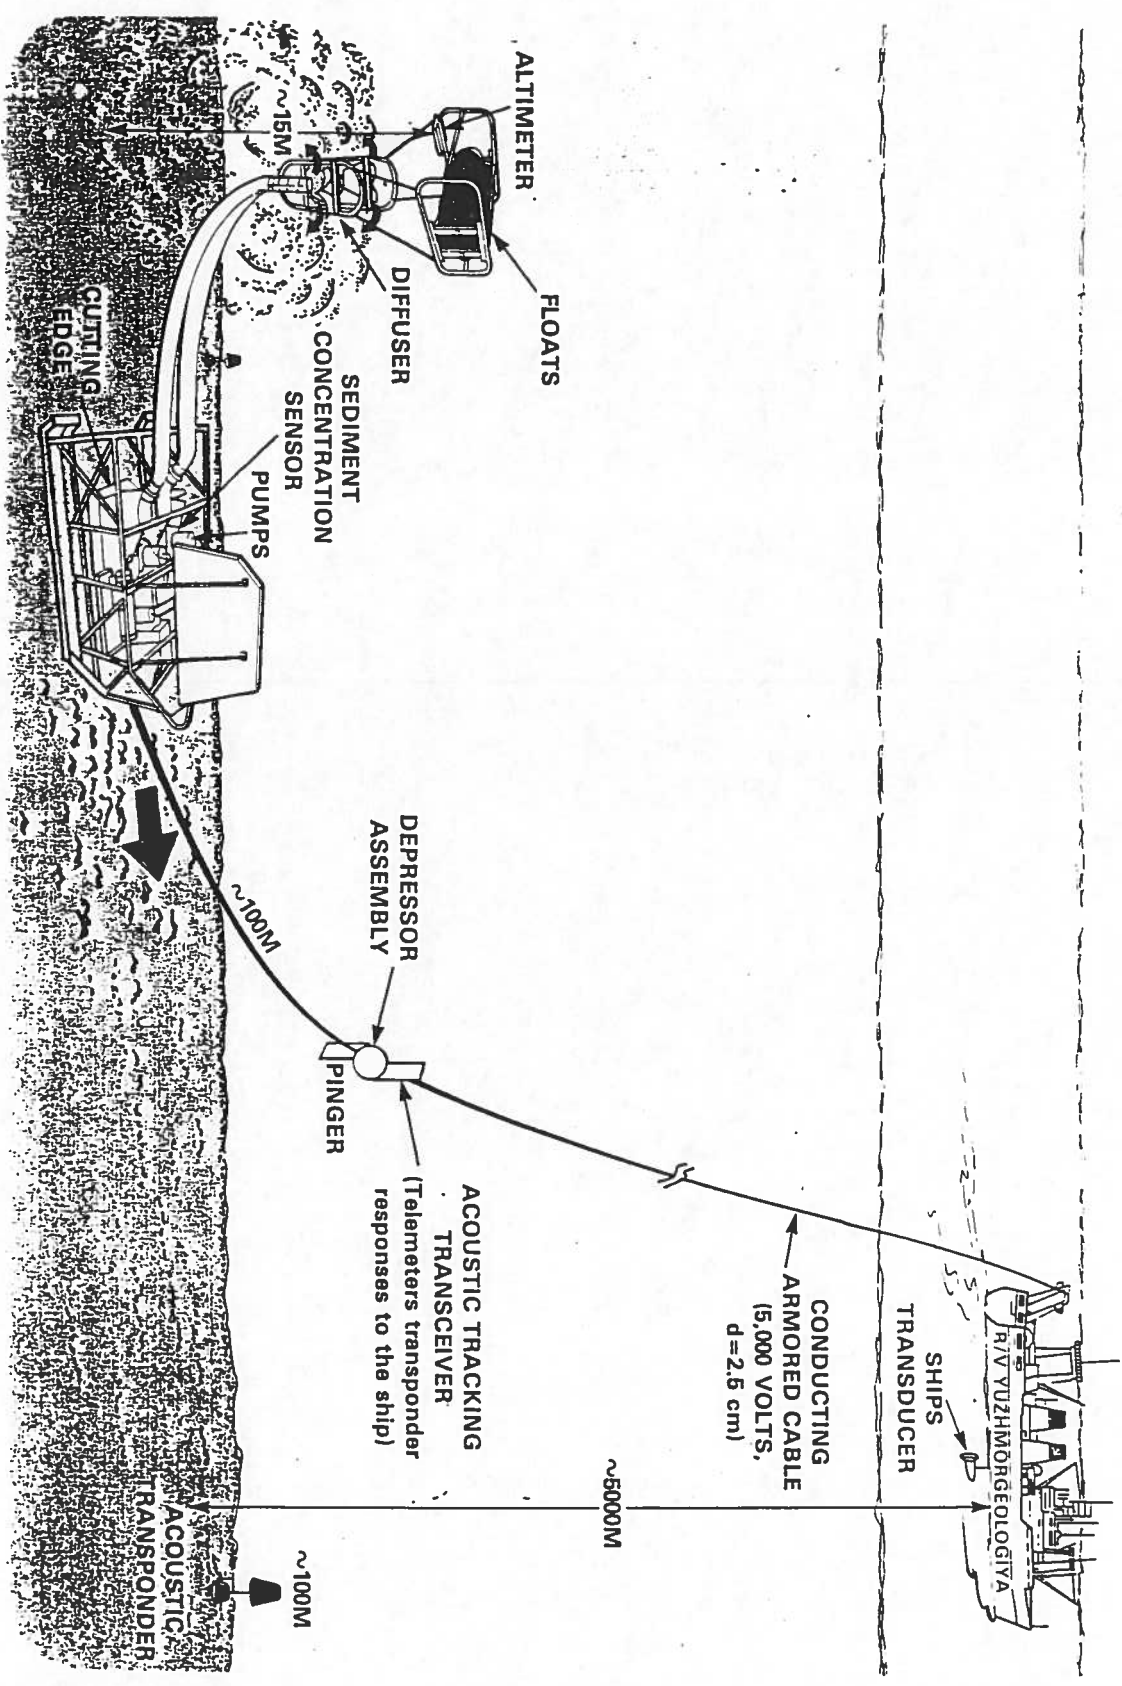 R/V YUZHMORGEOLOGIYA
SHIPS
TRANSDUCER
CONDUCTING
ARMORED CABLE
(5,000 VOLTS,
d=2.5 cm)
~5000M
ALTIMETER
FLOATS
~15M
DIFFUSER
SEDIMENT
CONCENTRATION
SENSOR
PUMPS
CUTTING
EDGE
~100M
DEPRESSOR
ASSEMBLY
PINGER
ACOUSTIC TRACKING
TRANSCEIVER
(Telemeters transponder
responses to the ship)
~100M
ACOUSTIC
TRANSPONDER